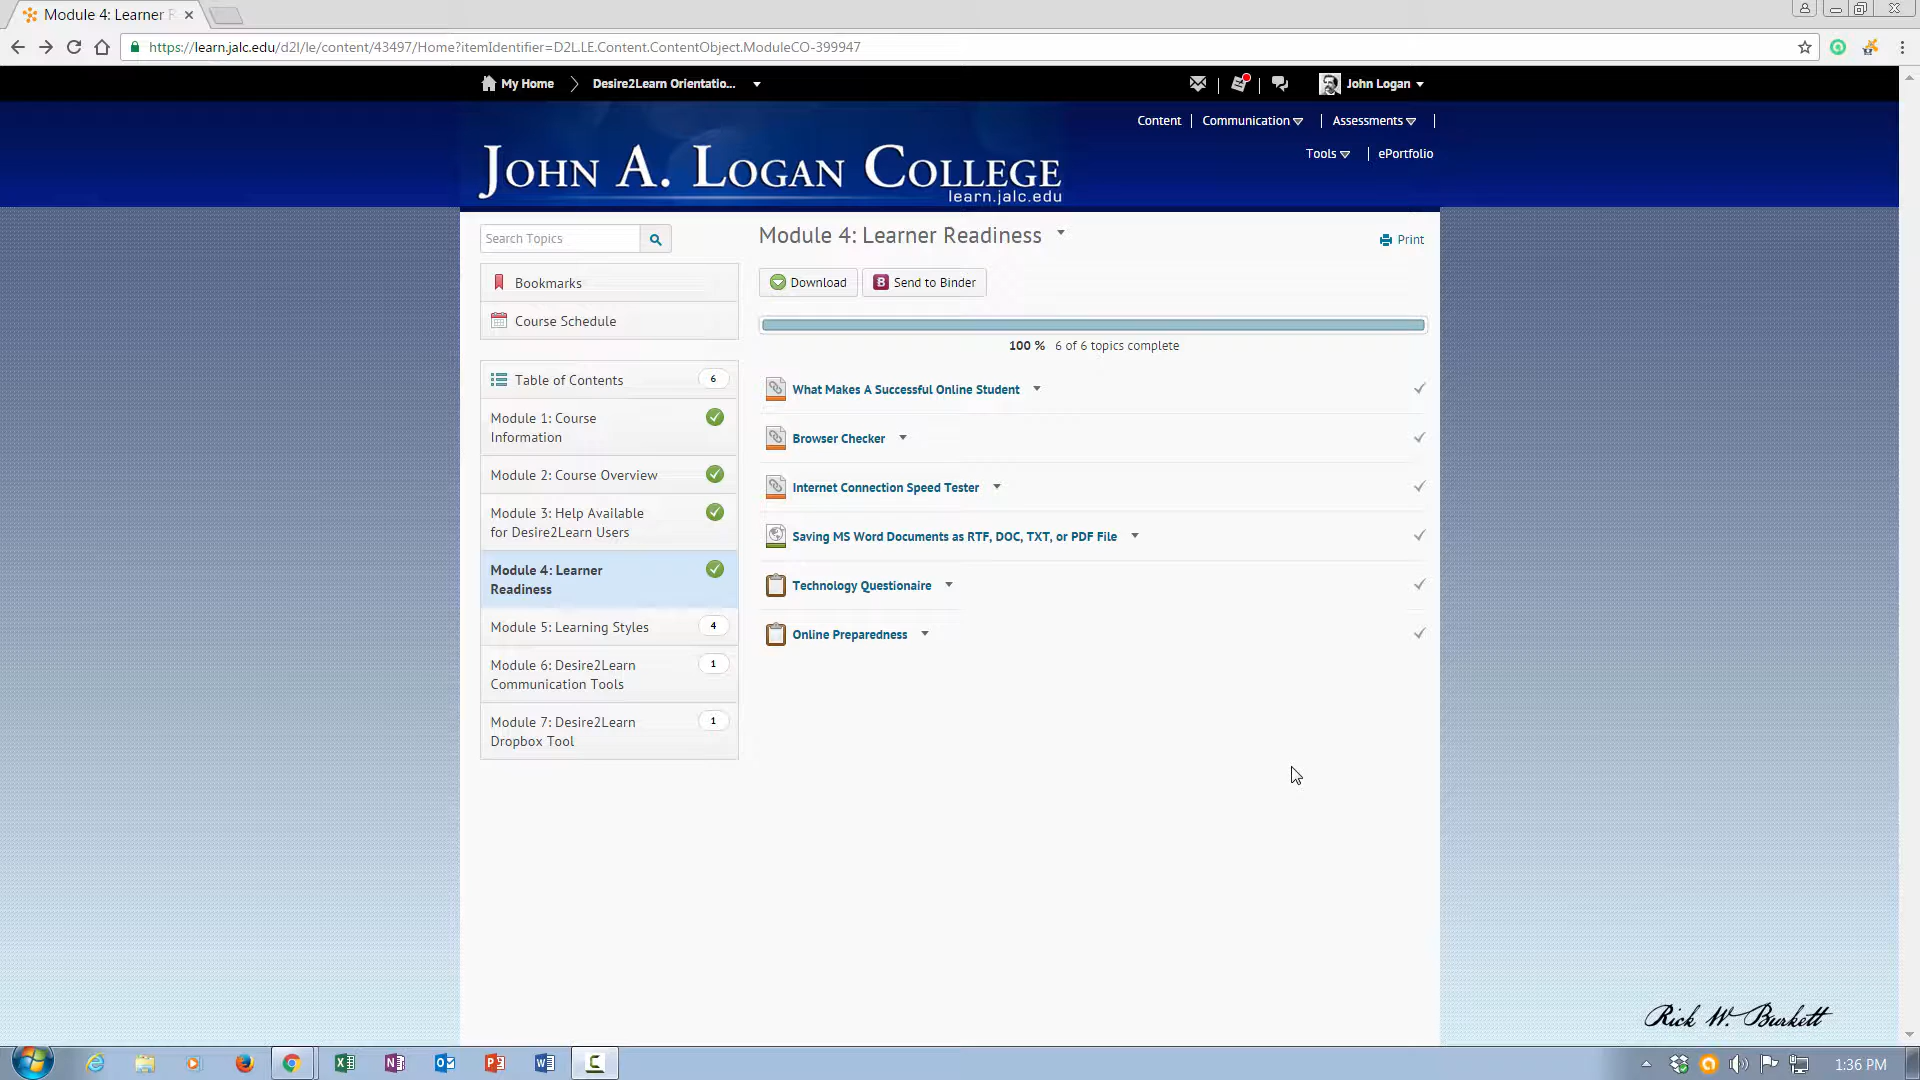 Module 4: Learner R
https://learn.jalc.edu/d2l/le/content/43497/Home?itemIdentifier=D2L.LE.Content.ContentObject.ModuleCO-399947
My Home
Desire2Learn Orientatio...
John Logan
Content
Communication
Assessments
Tools
ePortfolio
JOHN A. LOGAN COLLEGE
learn.jalc.edu
Search Topics
Bookmarks
Course Schedule
Table of Contents 6
Module 1: Course
Information
Module 2: Course Overview
Module 3: Help Available
for Desire2Learn Users
Module 4: Learner
Readiness
Module 5: Learning Styles 4
Module 6: Desire2Learn 1
Communication Tools
Module 7: Desire2Learn 1
Dropbox Tool
Module 4: Learner Readiness
Print
Download
B Send to Binder
100 % 6 of 6 topics complete
What Makes A Successful Online Student
Browser Checker
Internet Connection Speed Tester
Saving MS Word Documents as RTF, DOC, TXT, or PDF File
Technology Questionaire
Online Preparedness
Rick W. Burkett
1:36 PM